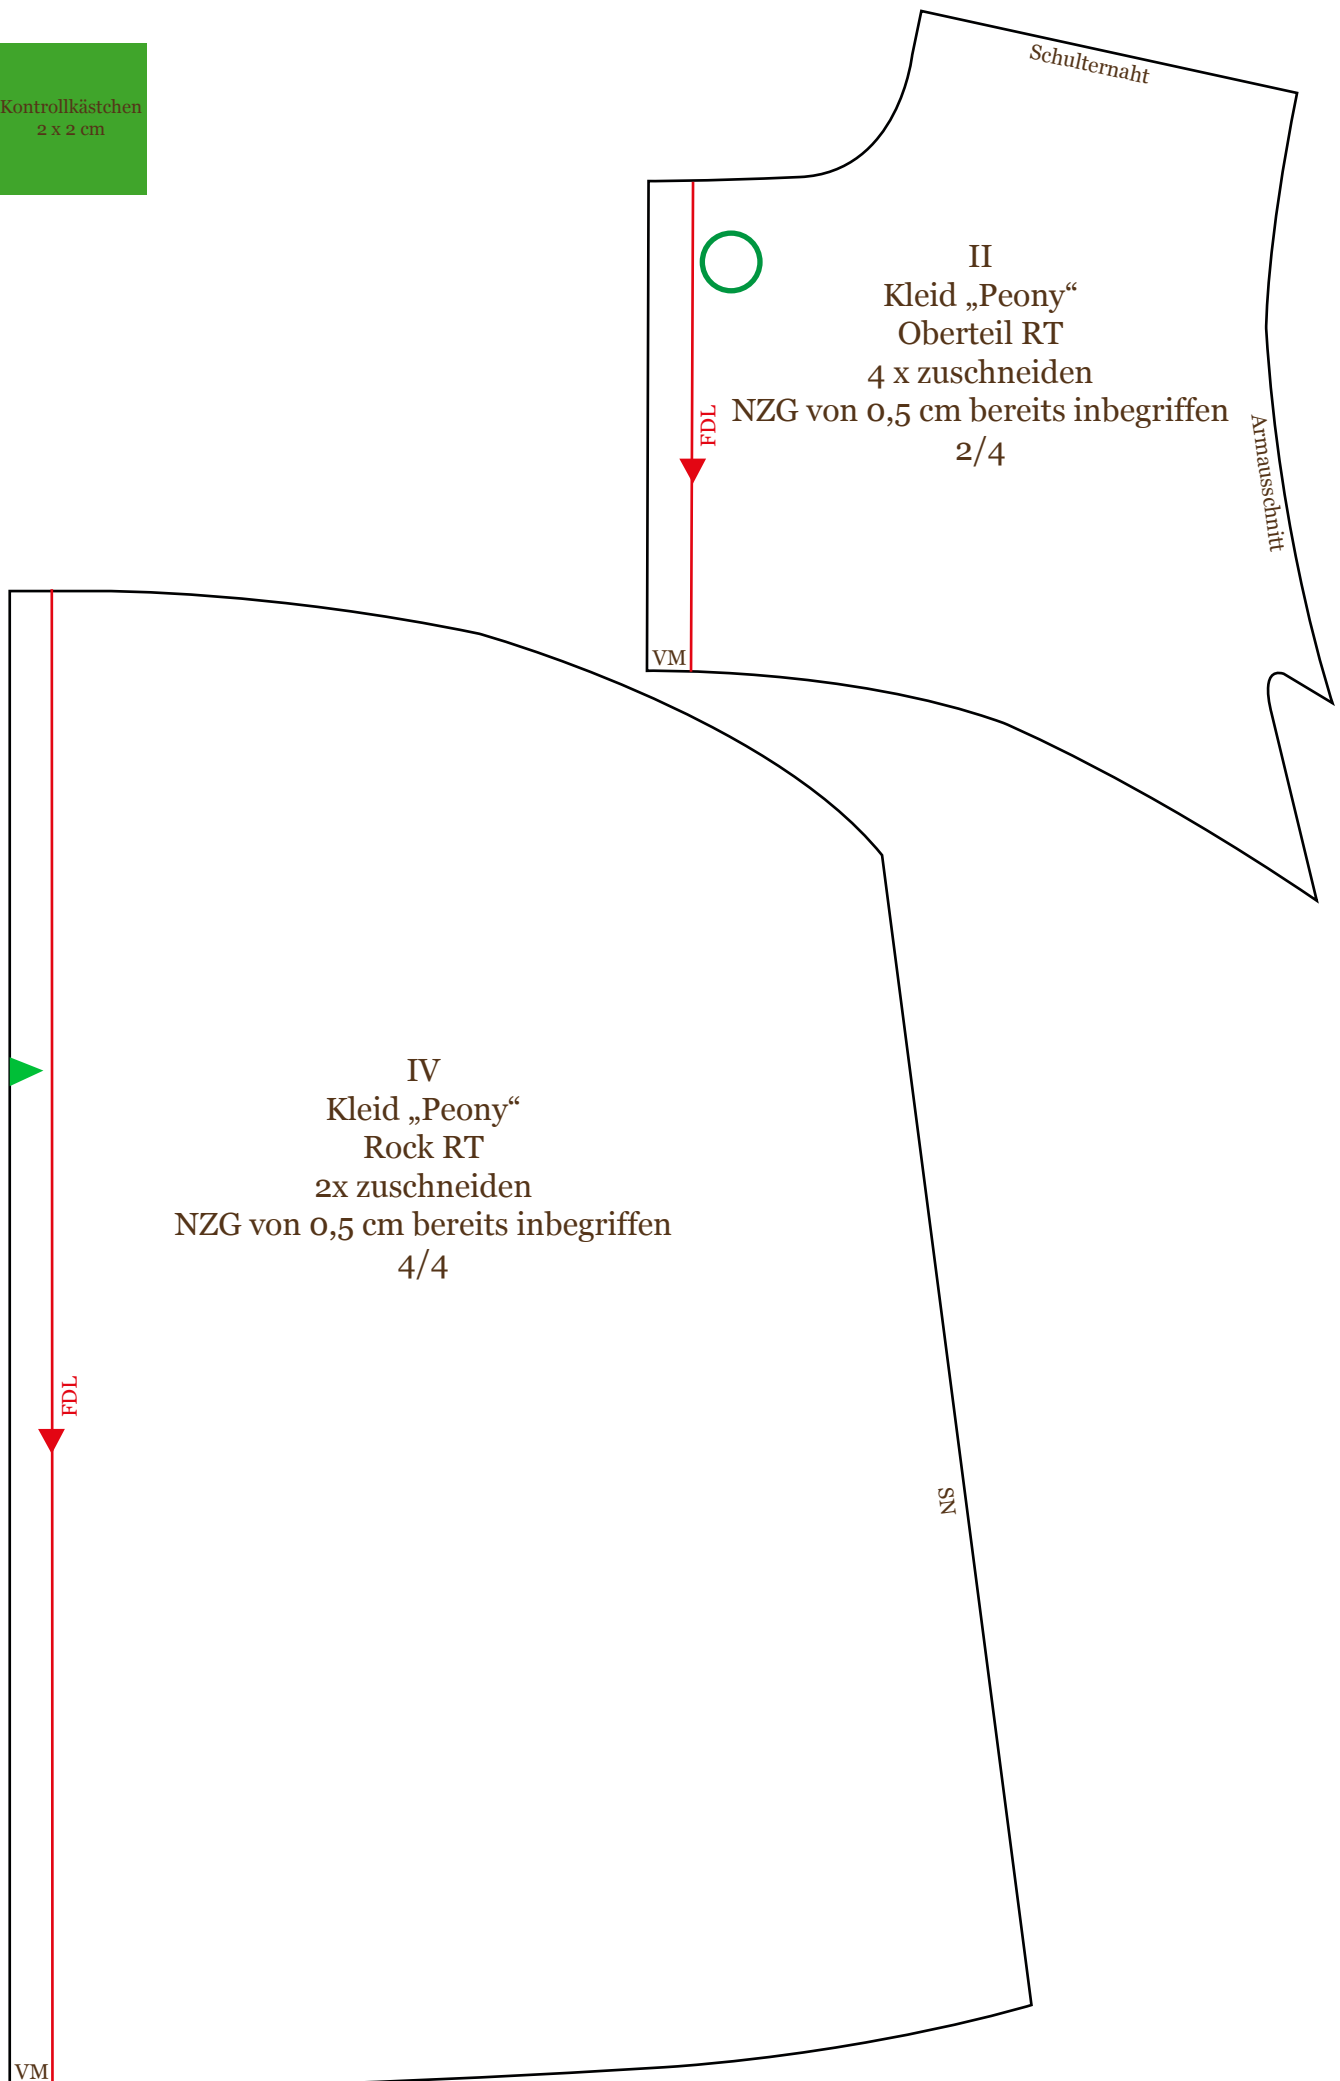 Kontrollkästchen
2 x 2 cm
Schulternaht
II
Kleid „Peony“
Oberteil RT
4 x zuschneiden
NZG von 0,5 cm bereits inbegriffen
2/4
FDL
Armausschnitt
VM
IV
Kleid „Peony“
Rock RT
2x zuschneiden
NZG von 0,5 cm bereits inbegriffen
4/4
FDL
SN
VM